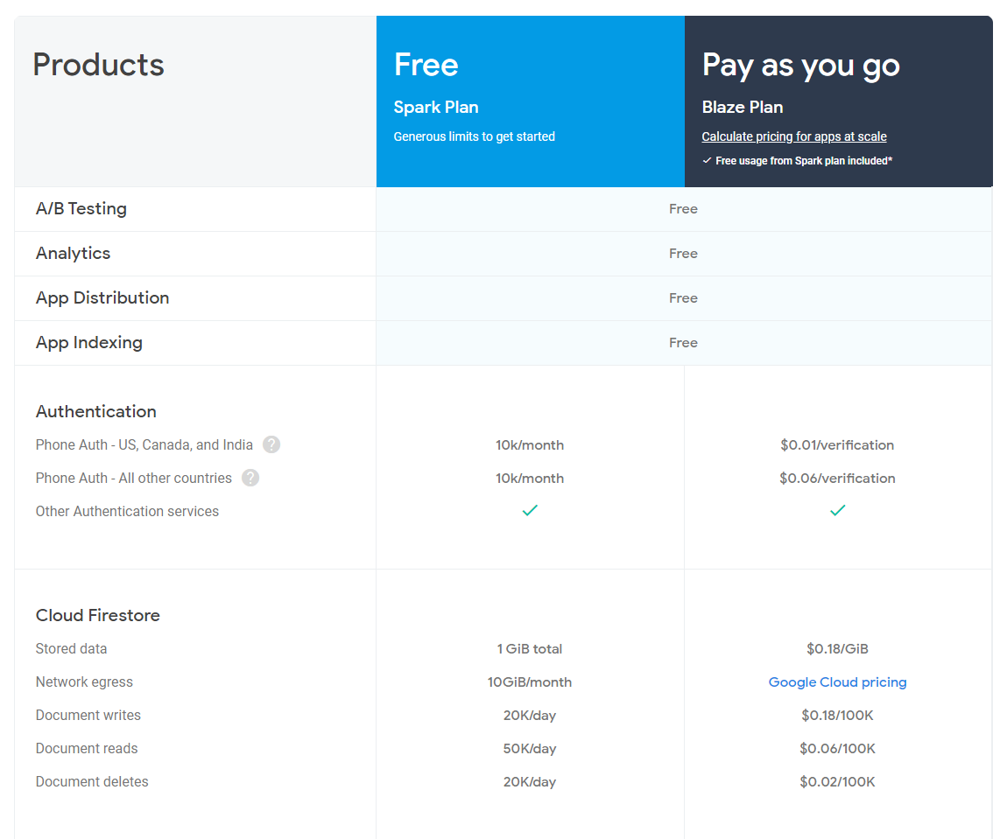 Products
Free
Pay as you go
Spark Plan
Blaze Plan
Generous limits to get started
Calculate pricing for apps at scale
✓ Free usage from Spark plan included*
A/B Testing
Free
Analytics
Free
App Distribution
Free
App Indexing
Free
Authentication
Phone Auth - US, Canada, and India ? 10k/month $0.01/verification
Phone Auth - All other countries ? 10k/month $0.06/verification
Other Authentication services ✓ ✓
Cloud Firestore
Stored data 1 GiB total $0.18/GiB
Network egress 10GiB/month Google Cloud pricing
Document writes 20K/day $0.18/100K
Document reads 50K/day $0.06/100K
Document deletes 20K/day $0.02/100K